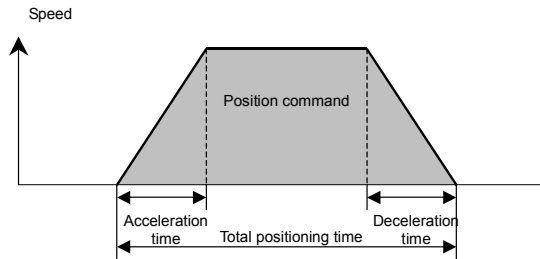 Speed
Position command
Acceleration
time
Total positioning time
Deceleration
time